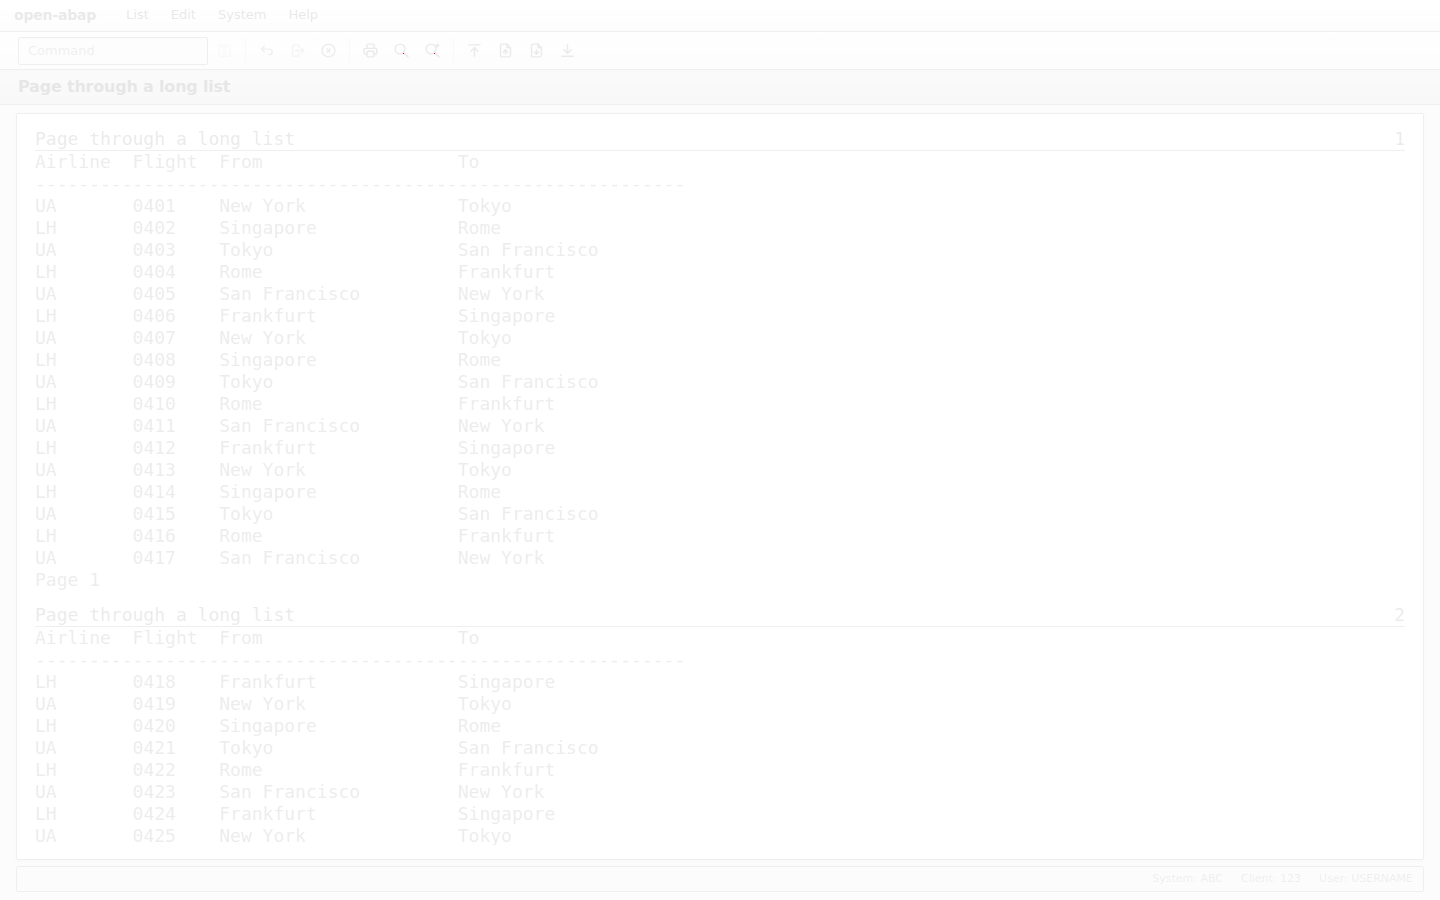 open-abap List Edit System Help
Command
Page through a long list
Page through a long list 1
Airline Flight From To
------------------------------------------------------------
UA 0401 New York Tokyo
LH 0402 Singapore Rome
UA 0403 Tokyo San Francisco
LH 0404 Rome Frankfurt
UA 0405 San Francisco New York
LH 0406 Frankfurt Singapore
UA 0407 New York Tokyo
LH 0408 Singapore Rome
UA 0409 Tokyo San Francisco
LH 0410 Rome Frankfurt
UA 0411 San Francisco New York
LH 0412 Frankfurt Singapore
UA 0413 New York Tokyo
LH 0414 Singapore Rome
UA 0415 Tokyo San Francisco
LH 0416 Rome Frankfurt
UA 0417 San Francisco New York
Page 1
Page through a long list 2
Airline Flight From To
------------------------------------------------------------
LH 0418 Frankfurt Singapore
UA 0419 New York Tokyo
LH 0420 Singapore Rome
UA 0421 Tokyo San Francisco
LH 0422 Rome Frankfurt
UA 0423 San Francisco New York
LH 0424 Frankfurt Singapore
UA 0425 New York Tokyo
System: ABC Client: 123 User: USERNAME